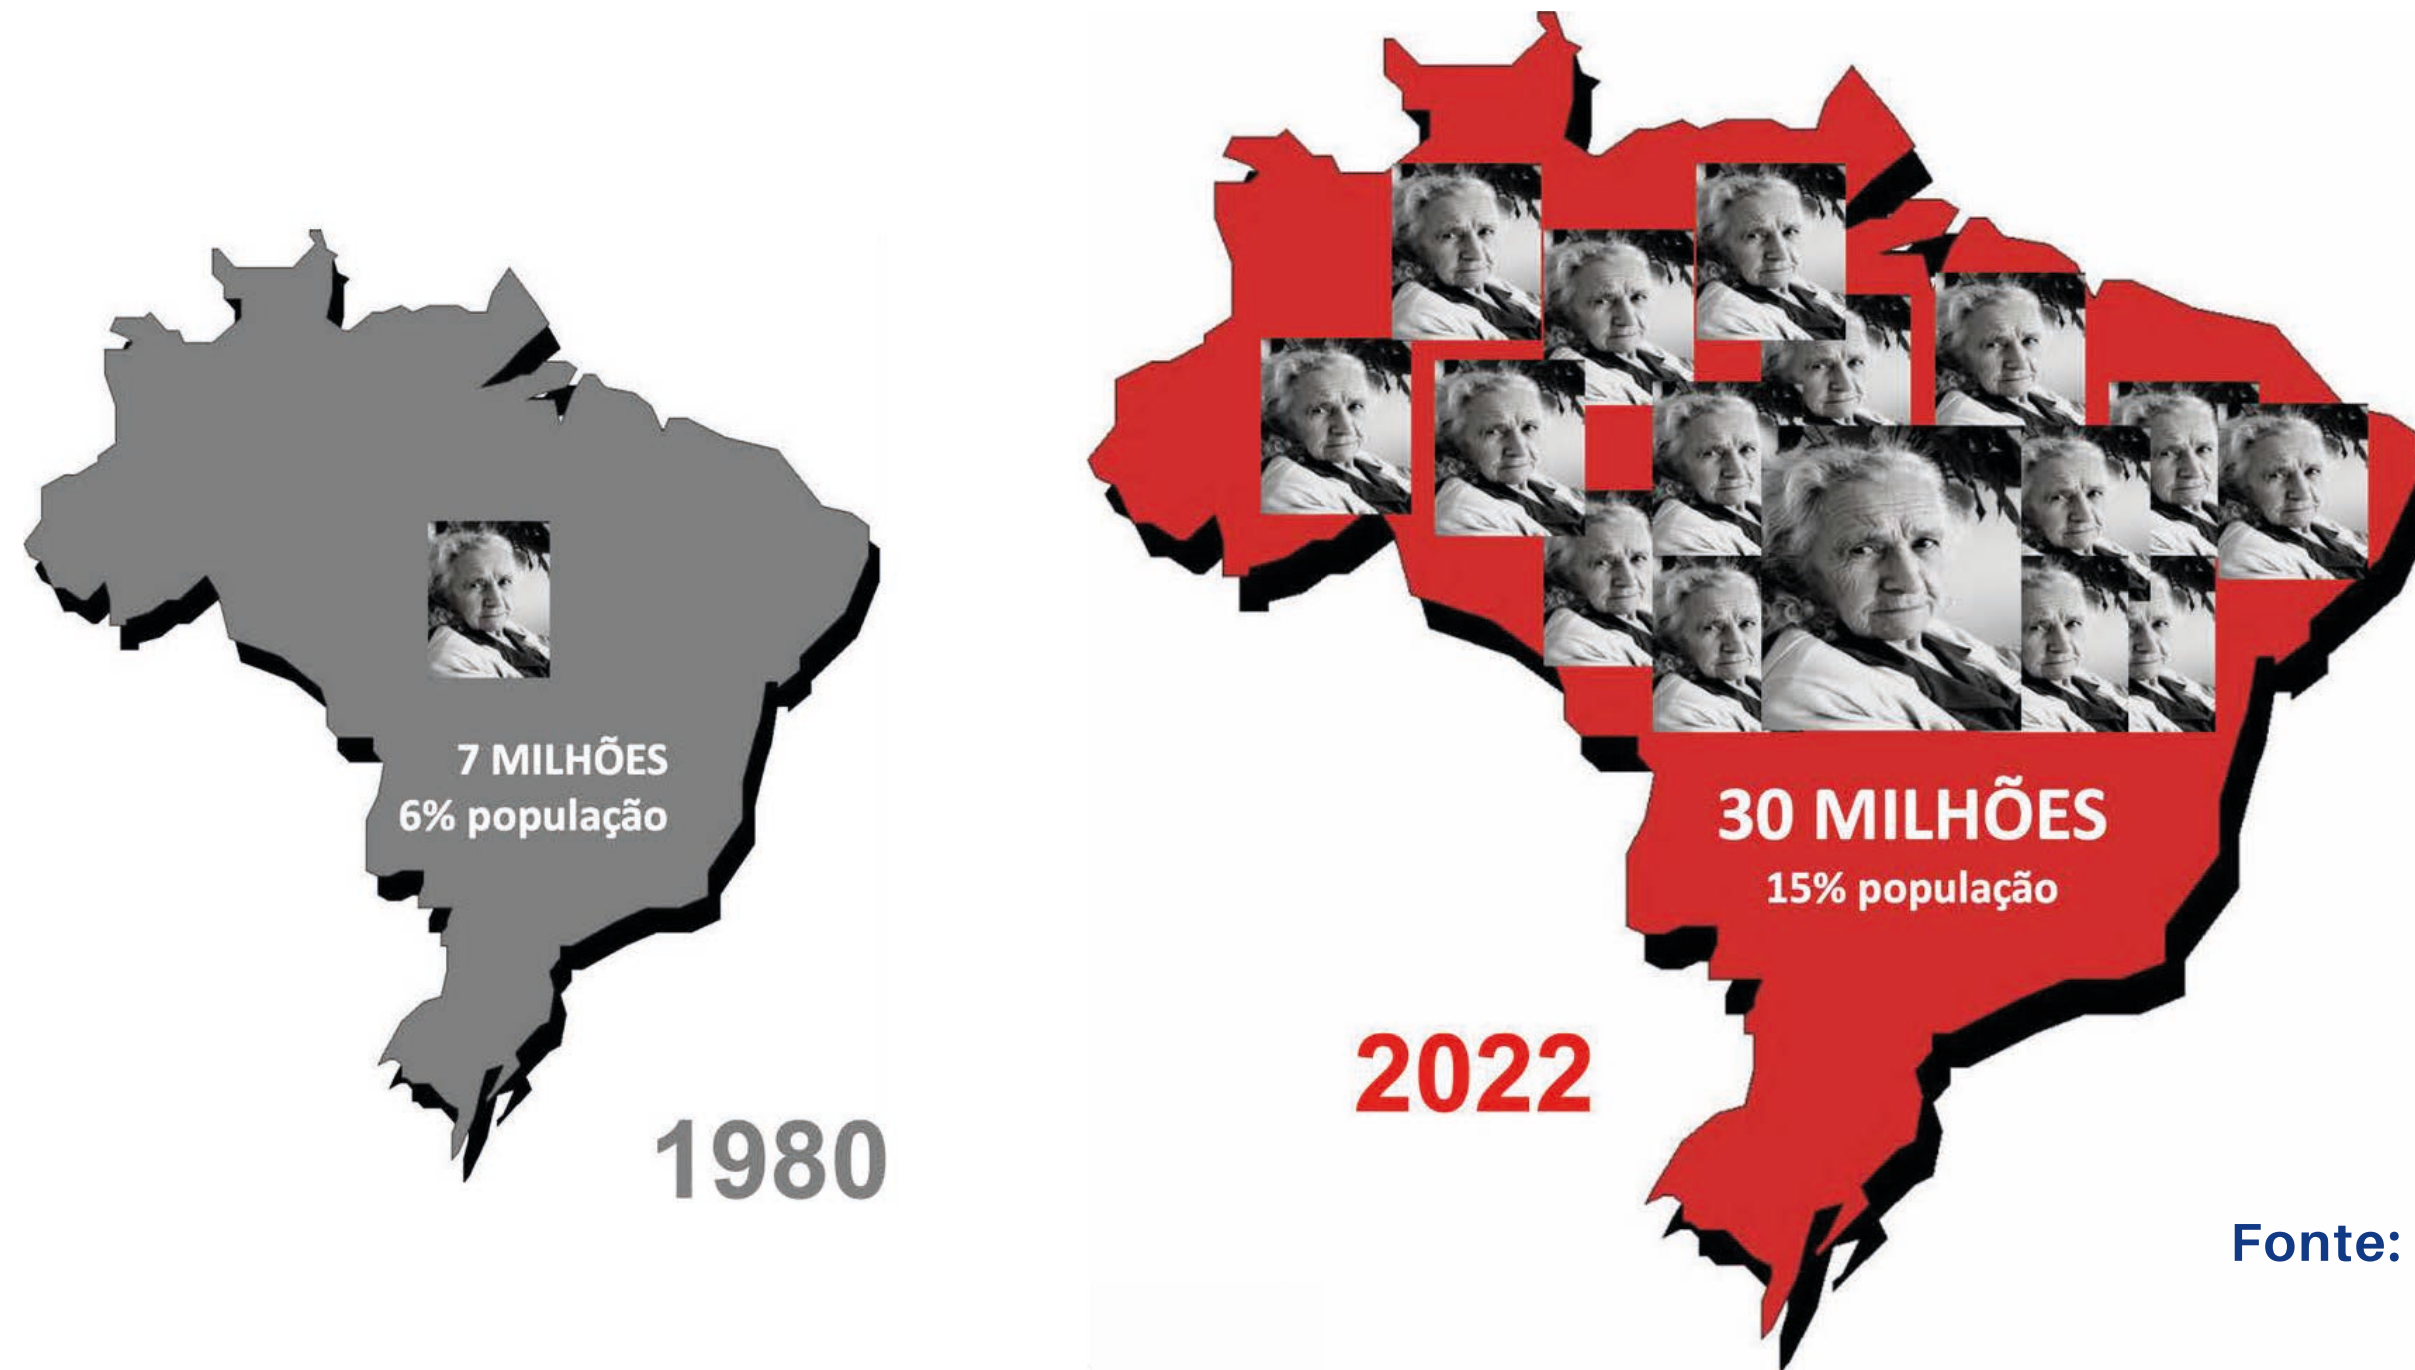 7 MILHÕES
6% população
1980
30 MILHÕES
15% população
2022
Fonte: